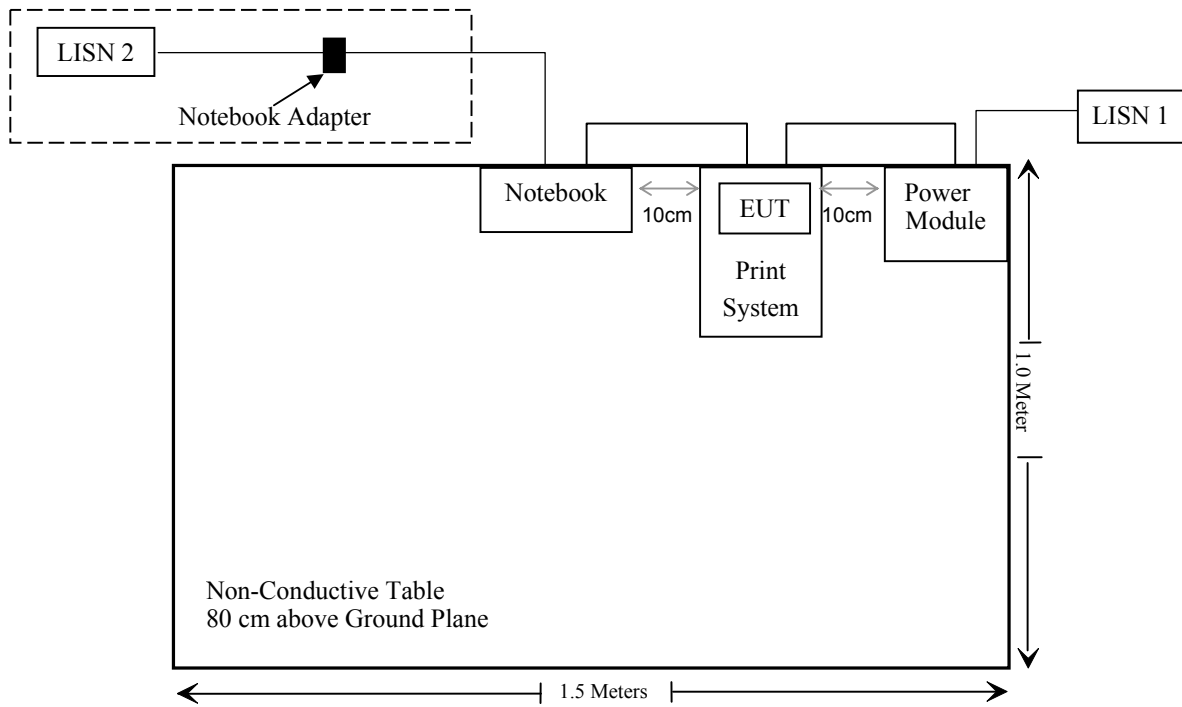 LISN 2
Notebook Adapter
LISN 1
Notebook
10cm
EUT
10cm
Power
Module
Print
System
1.0 Meter
Non-Conductive Table
80 cm above Ground Plane
1.5 Meters